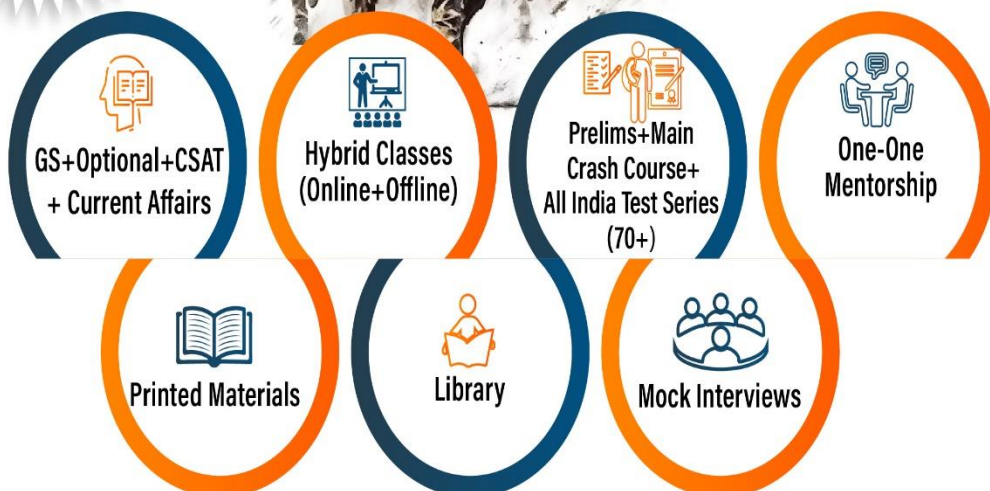 GS+Optional+CSAT
+ Current Affairs
Hybrid Classes
(Online+Offline)
Prelims+Main
Crash Course+
All India Test Series
(70+)
One-One
Mentorship
Printed Materials
Library
Mock Interviews